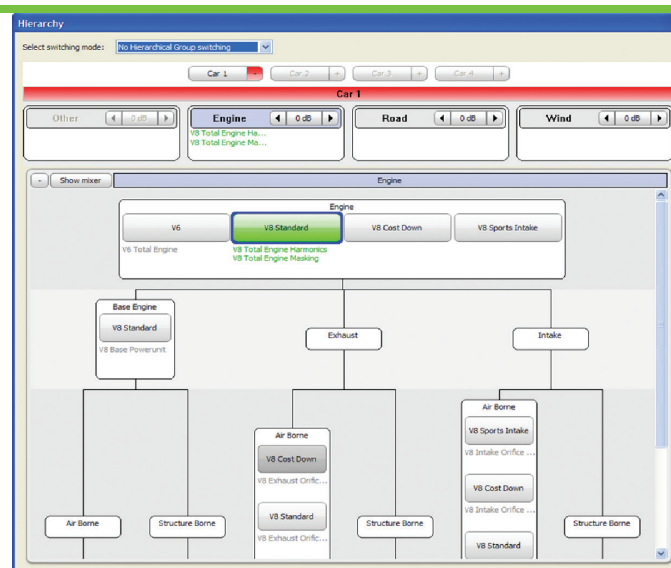 Hierarchy
Select switching mode: No Hierarchical Group switching
Car 1 - Car 2 + Car 3 + Car 4 +
Car 1
Other 0 dB Engine 0 dB Road 0 dB Wind 0 dB
V8 Total Engine Ha...
V8 Total Engine Ma...
- Show mixer Engine
Engine
V6 V8 Standard V8 Cost Down V8 Sports Intake
V6 Total Engine V8 Total Engine Harmonics
V8 Total Engine Masking
Base Engine
V8 Standard Exhaust Intake
V8 Base Powerunit
Air Borne
V8 Sports Intake
Air Borne
V8 Intake Orifice ...
V8 Cost Down
V8 Exhaust Orific...
V8 Cost Down
V8 Intake Orifice ...
V8 Standard
Air Borne Structure Borne Structure Borne Structure Borne
V8 Exhaust Orific...
V8 Standard